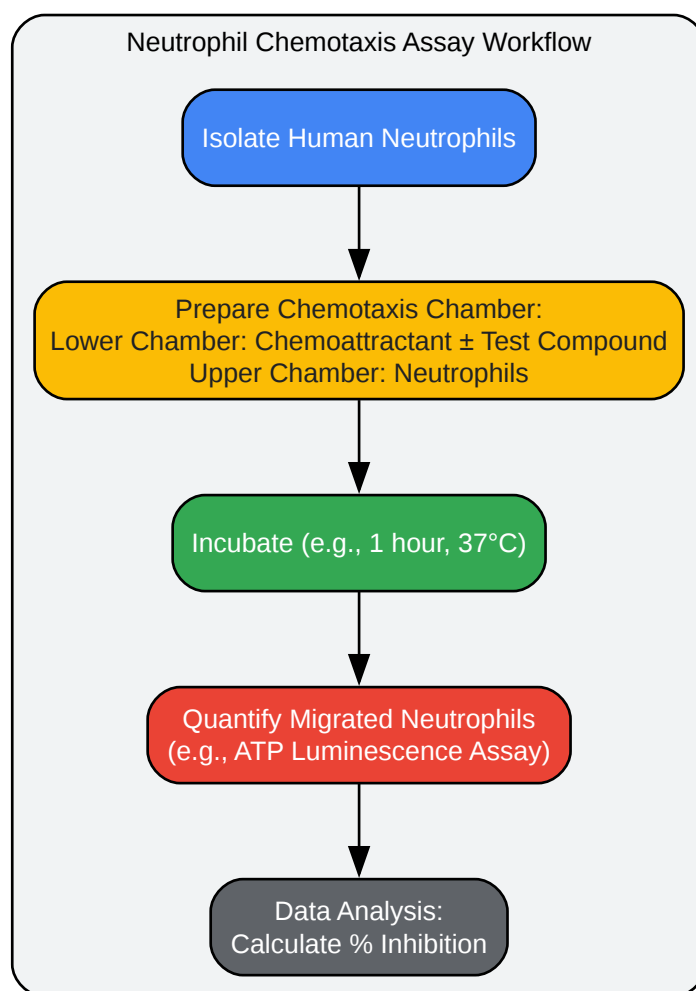 Neutrophil Chemotaxis Assay Workflow
Isolate Human Neutrophils
Prepare Chemotaxis Chamber:
Lower Chamber: Chemoattractant ± Test Compound
Upper Chamber: Neutrophils
Incubate (e.g., 1 hour, 37°C)
Quantify Migrated Neutrophils
(e.g., ATP Luminescence Assay)
Data Analysis:
Calculate % Inhibition